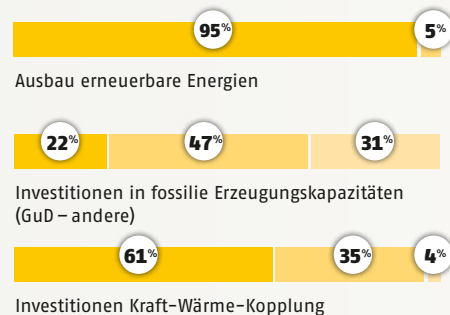 95% 5%
Ausbau erneuerbare Energien
22% 47% 31%
Investitionen in fossilie Erzeugungskapazitäten
(GuD – andere)
61% 35% 4%
Investitionen Kraft-Wärme-Kopplung